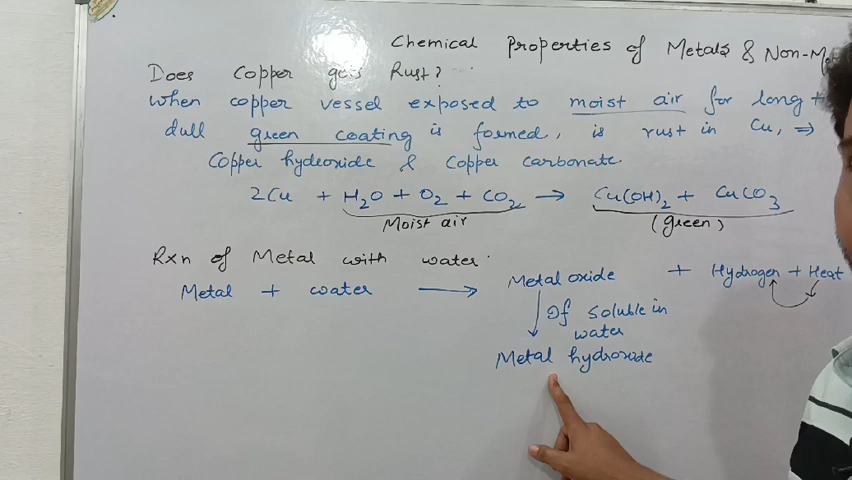 Chemical Properties of Metals & Non-
Does Copper gets Rust?
When copper vessel exposed to moist air for long
dull green coating is formed, is rust in Cu, ⇒
Copper hydroxide & Copper carbonate.
2Cu + H₂O + O₂ + CO₂ → Cu(OH)₂ + CuCO₃
Moist air (green)
Rxn of Metal with water.
Metal + water → Metal oxide + Hydrogen + Heat
If soluble in
water
Metal hydroxide